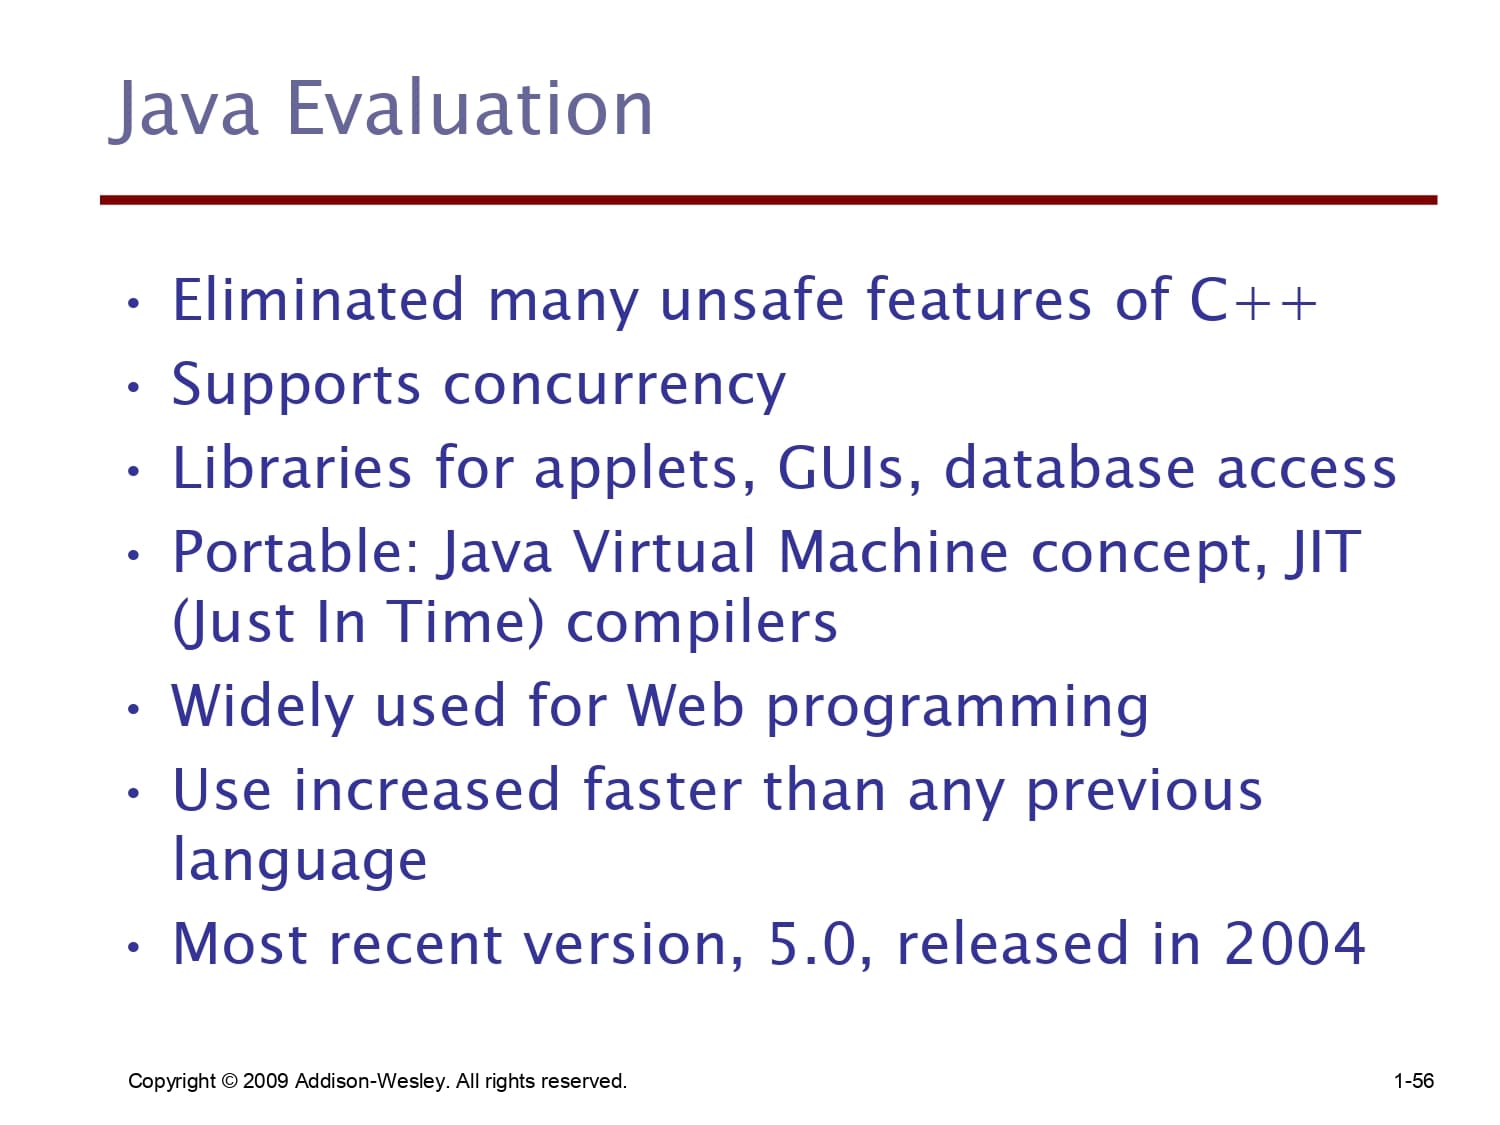 Java Evaluation
• Eliminated many unsafe features of C++
• Supports concurrency
• Libraries for applets, GUIs, database access
• Portable: Java Virtual Machine concept, JIT
(Just In Time) compilers
• Widely used for Web programming
• Use increased faster than any previous
language
• Most recent version, 5.0, released in 2004
Copyright © 2009 Addison-Wesley. All rights reserved.
1-56